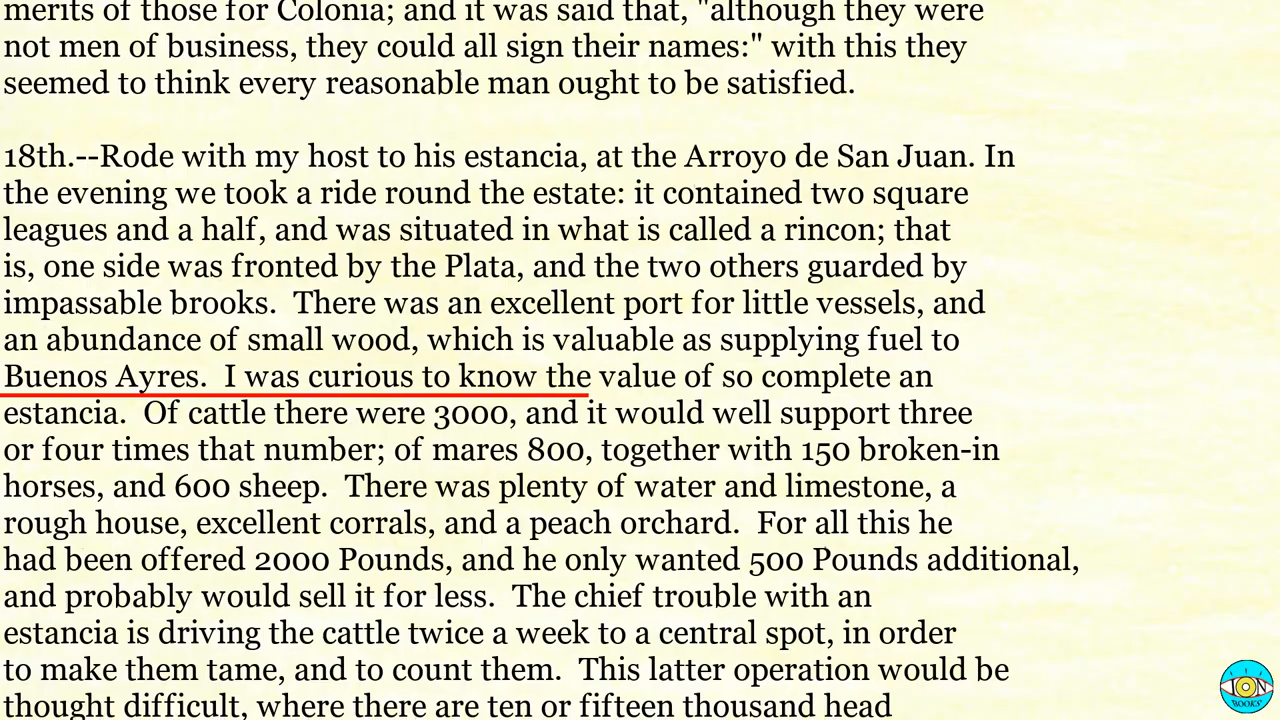 merits of those for Colonia; and it was said that, "although they were
not men of business, they could all sign their names:" with this they
seemed to think every reasonable man ought to be satisfied.
18th.--Rode with my host to his estancia, at the Arroyo de San Juan. In
the evening we took a ride round the estate: it contained two square
leagues and a half, and was situated in what is called a rincon; that
is, one side was fronted by the Plata, and the two others guarded by
impassable brooks.  There was an excellent port for little vessels, and
an abundance of small wood, which is valuable as supplying fuel to
Buenos Ayres.  I was curious to know the value of so complete an
estancia.  Of cattle there were 3000, and it would well support three
or four times that number; of mares 800, together with 150 broken-in
horses, and 600 sheep.  There was plenty of water and limestone, a
rough house, excellent corrals, and a peach orchard.  For all this he
had been offered 2000 Pounds, and he only wanted 500 Pounds additional,
and probably would sell it for less.  The chief trouble with an
estancia is driving the cattle twice a week to a central spot, in order
to make them tame, and to count them.  This latter operation would be
thought difficult, where there are ten or fifteen thousand head
ION
BOOKS